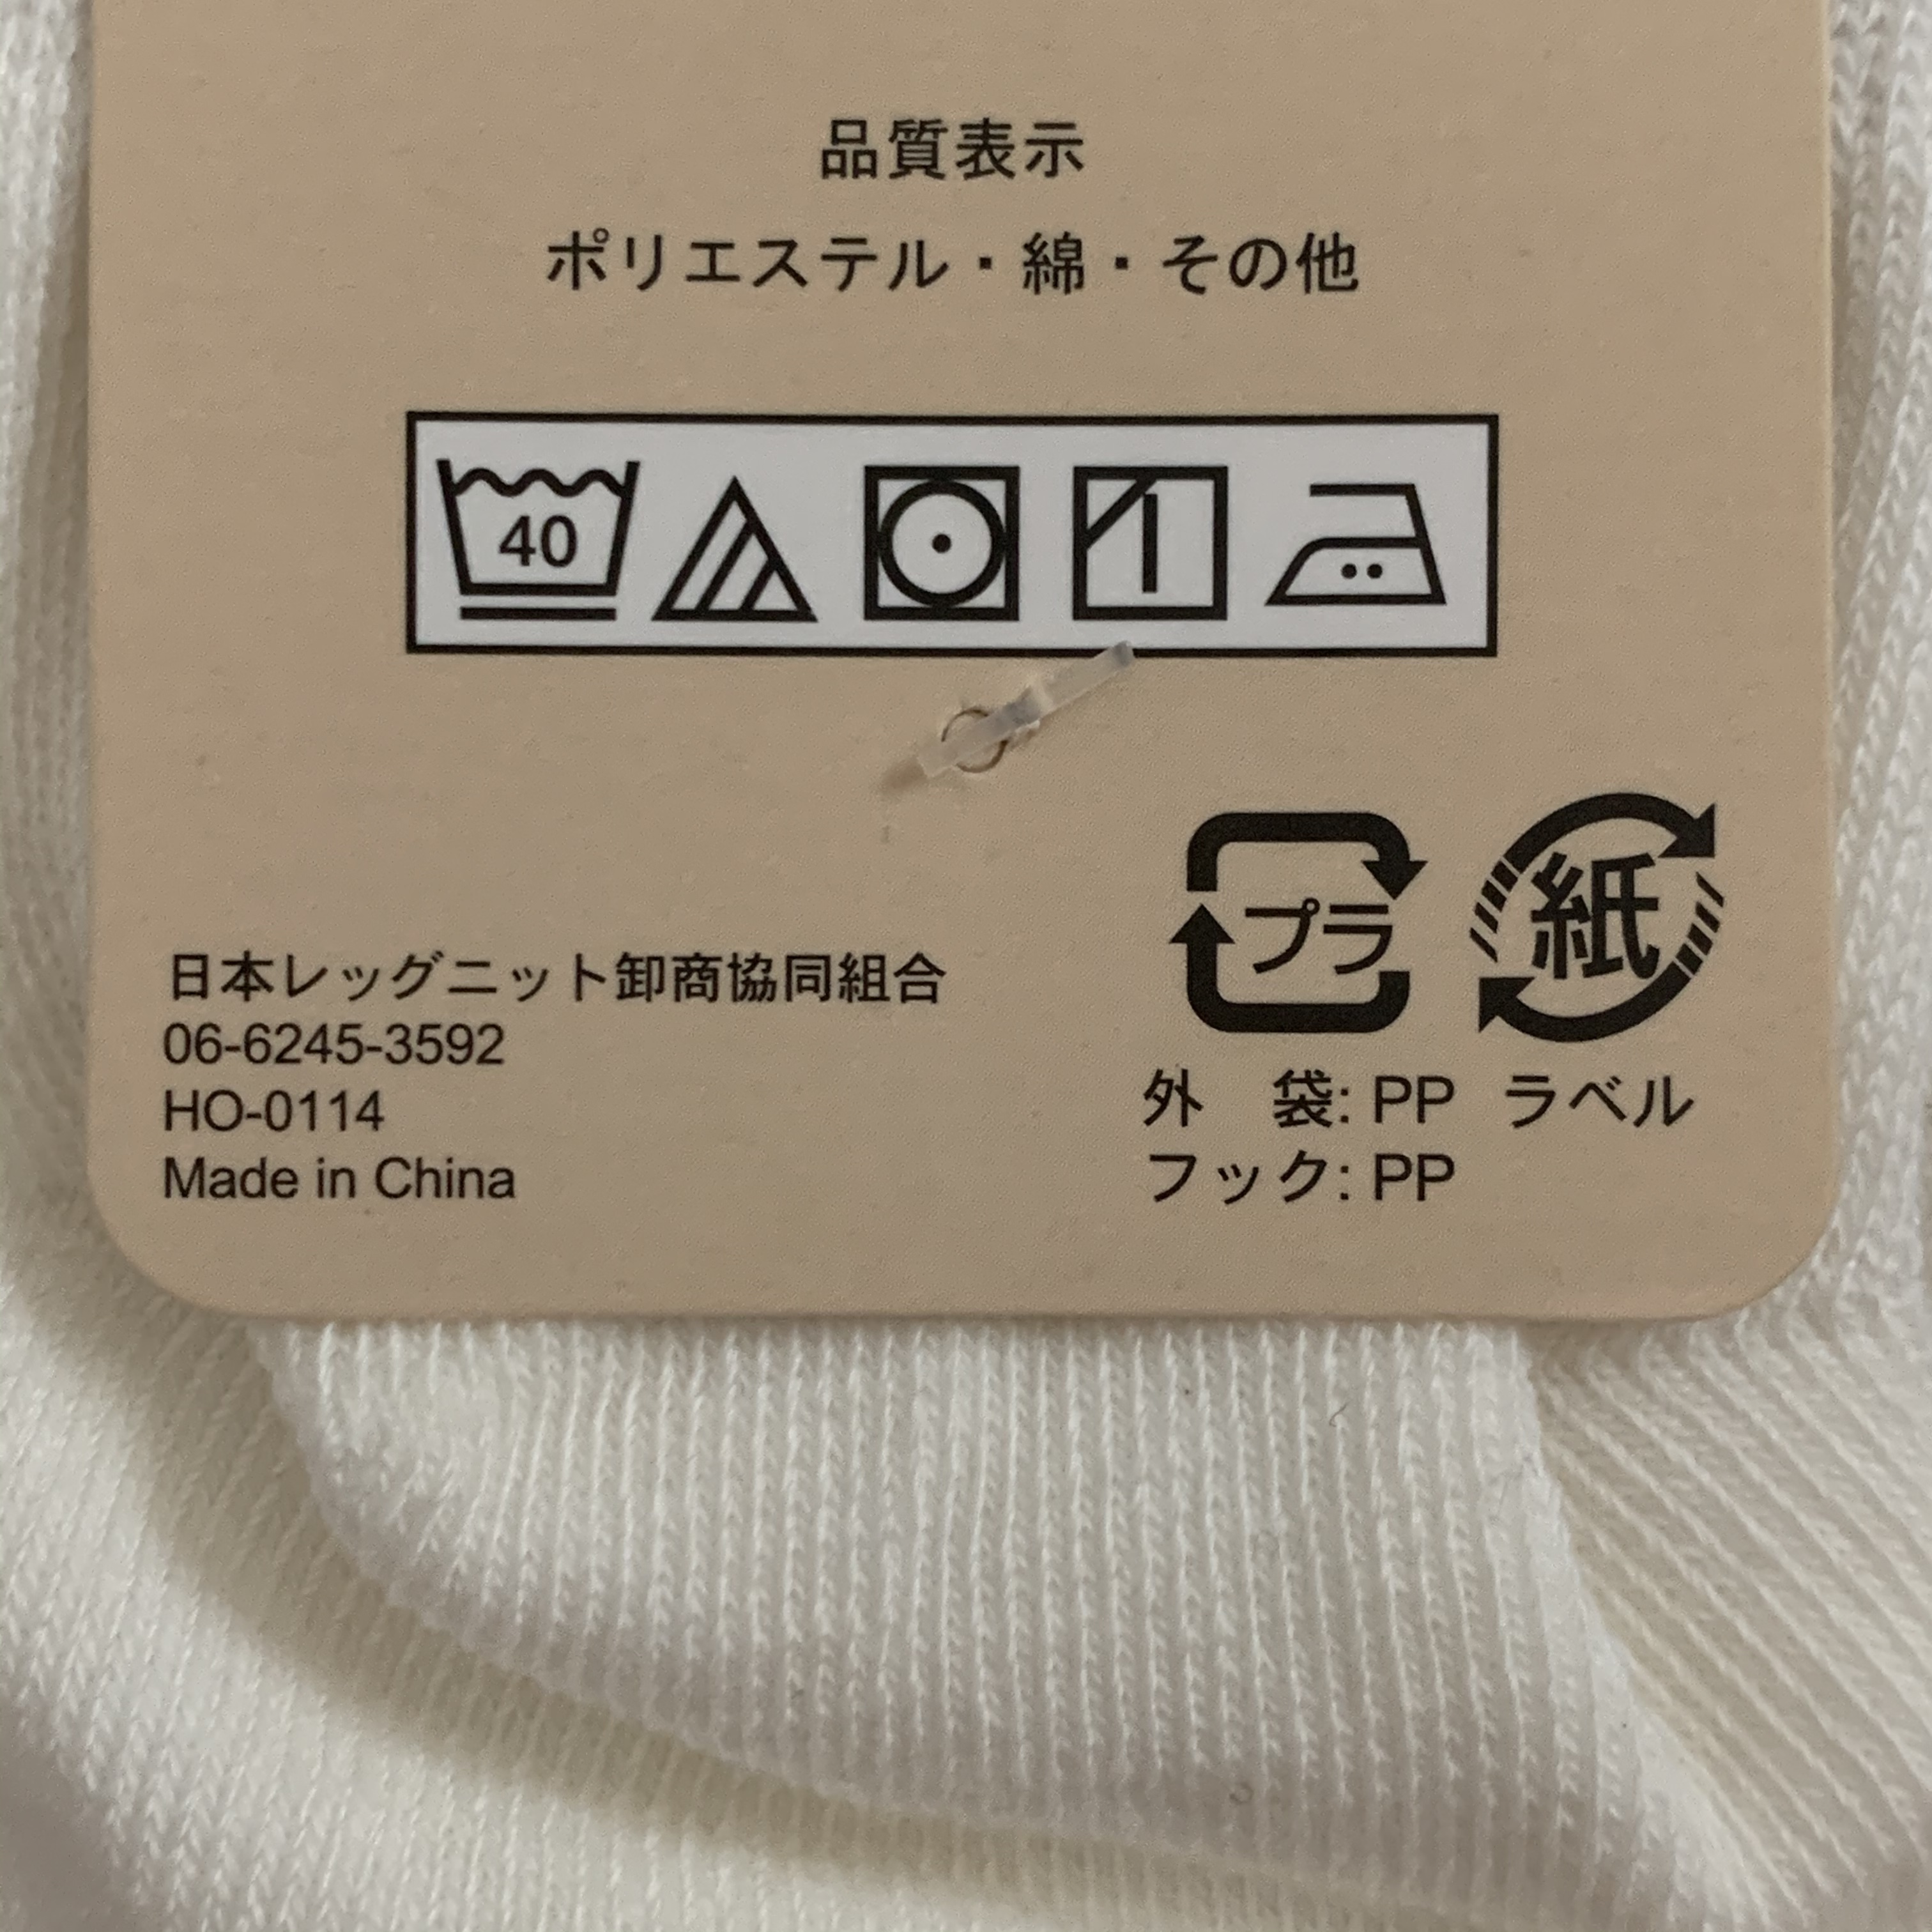 品質表示
ポリエステル・綿・その他
40
プラ
紙
日本レッグニット卸商協同組合
06-6245-3592
HO-0114
Made in China
外　袋: PP ラベル
フック: PP